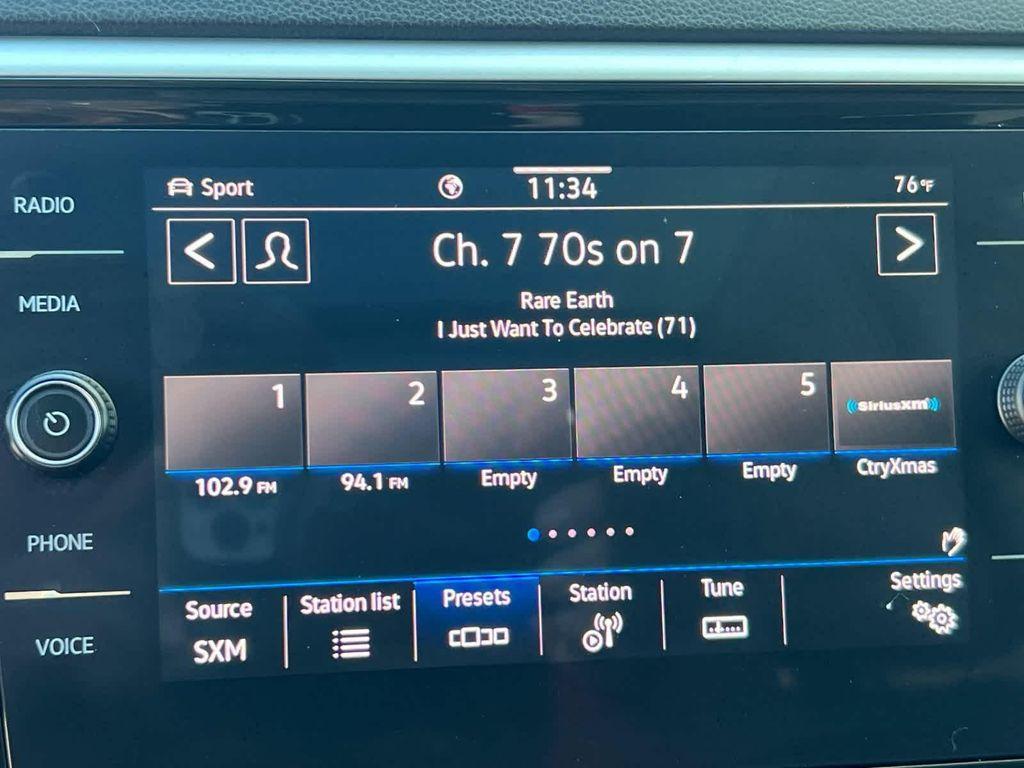 RADIO
MEDIA
PHONE
VOICE
Sport
11:34
76°F
Ch. 7 70s on 7
Rare Earth
I Just Want To Celebrate (71)
1
2
3
4
5
SiriusXM
102.9 FM
94.1 FM
Empty
Empty
Empty
CtryXmas
Source
SXM
Station list
Presets
Station
Tune
Settings